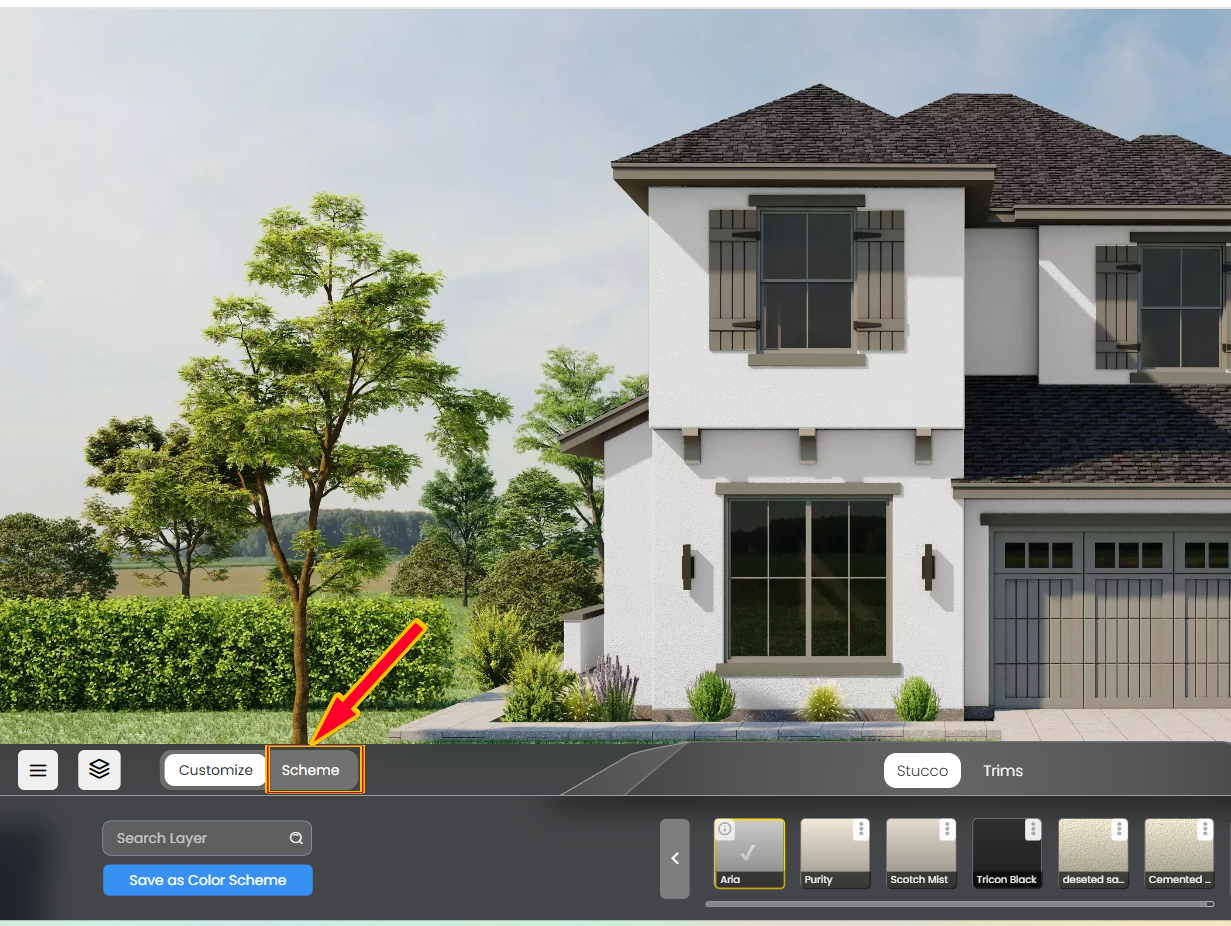 Customize
Scheme
Stucco
Trims
Search Layer
Save as Color Scheme
Aria
Purity
Scotch Mist
Tricon Black
deseted sa...
Cemented ...